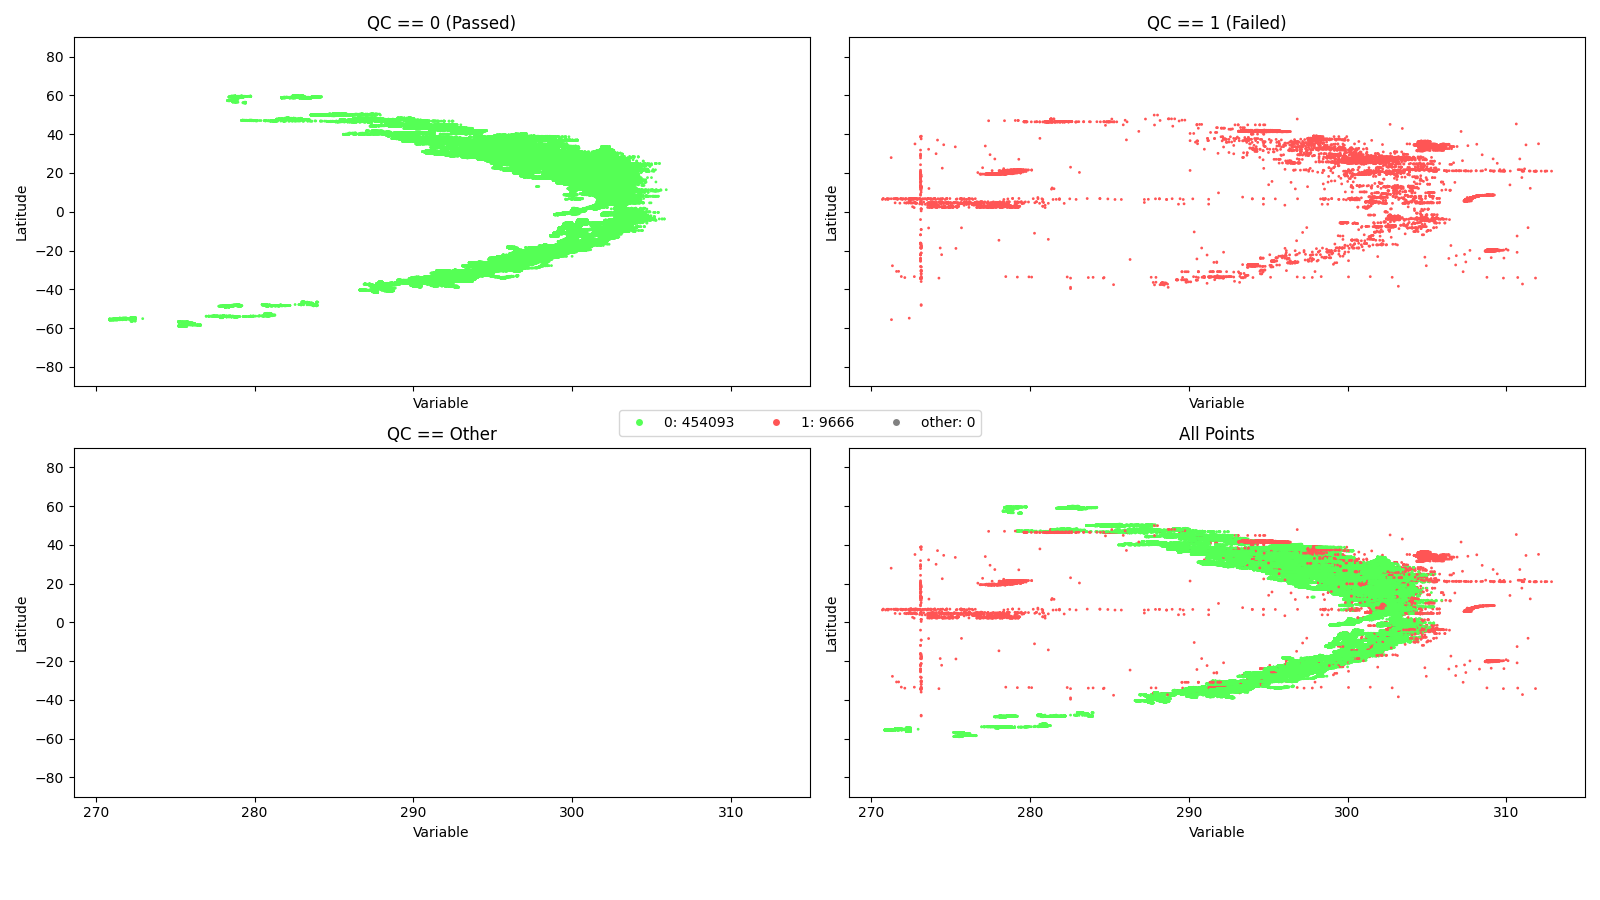 QC == 0 (Passed)
QC == 1 (Failed)
80
60
40
20
0
−20
−40
−60
−80
Latitude
Latitude
Variable
Variable
0: 454093 1: 9666 other: 0
QC == Other
All Points
80
60
40
20
0
−20
−40
−60
−80
Latitude
Latitude
270 280 290 300 310
270 280 290 300 310
Variable
Variable